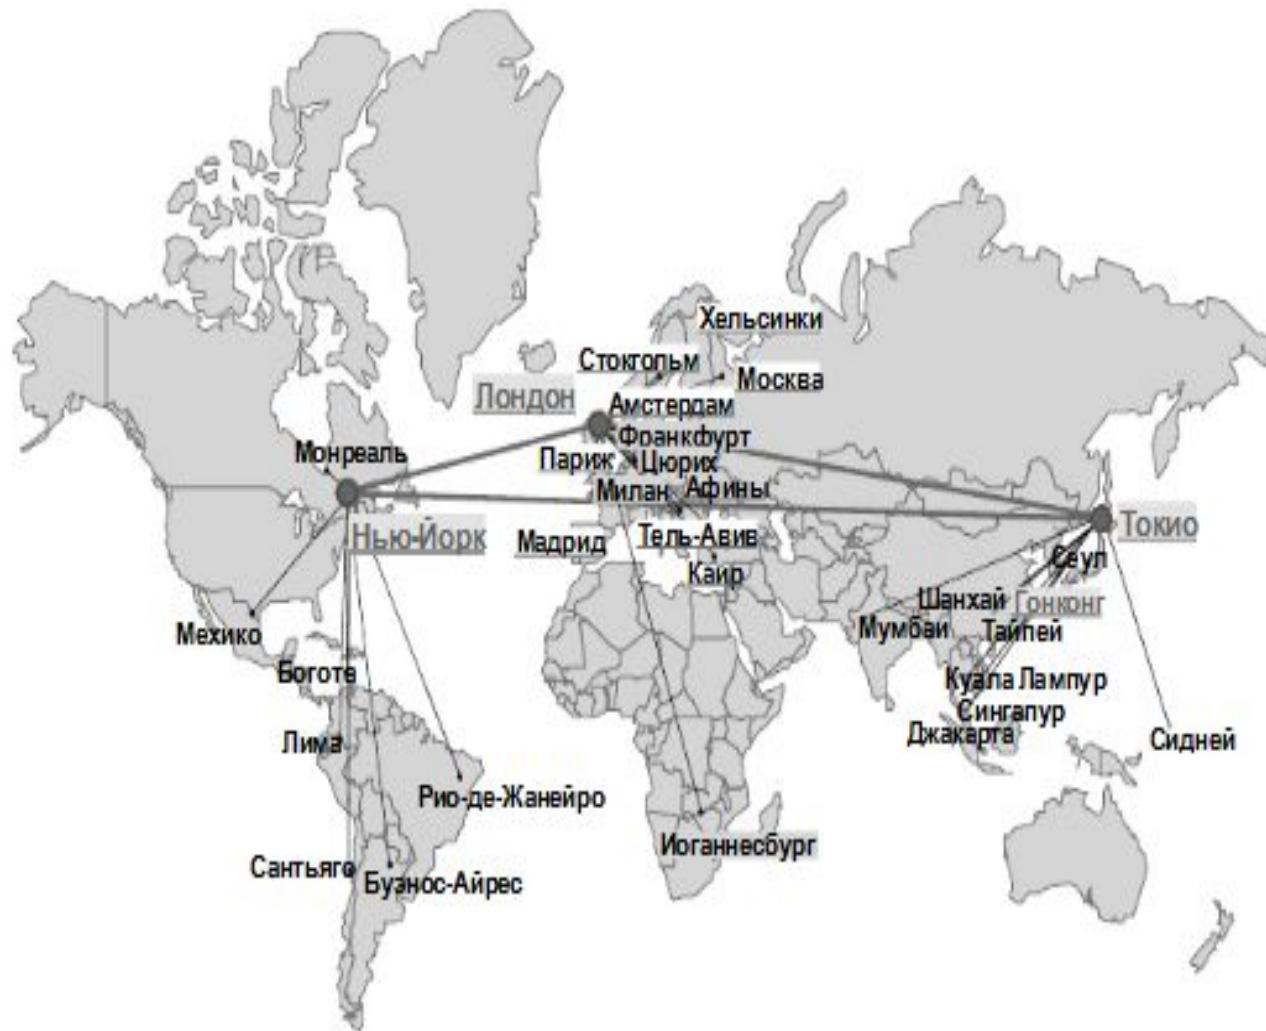 Хельсинки
Стокгольм
Москва
Лондон
Амстердам
Фоанкфурт
Монреаль
Париж
Цюрих
Милан
Афины
Нью-Йорк
Токио
Мадрид
Тель-Авив
Сеул
Каир
Шанхай
Гонконг
Мехико
Мумбаи
Тайпей
Боготе
Куала Лампур
Сингапур
Лима
Джакарта
Сидней
Рио-де-Жанейро
Иоганнесбург
Сантьяго
Буэнос-Айрес